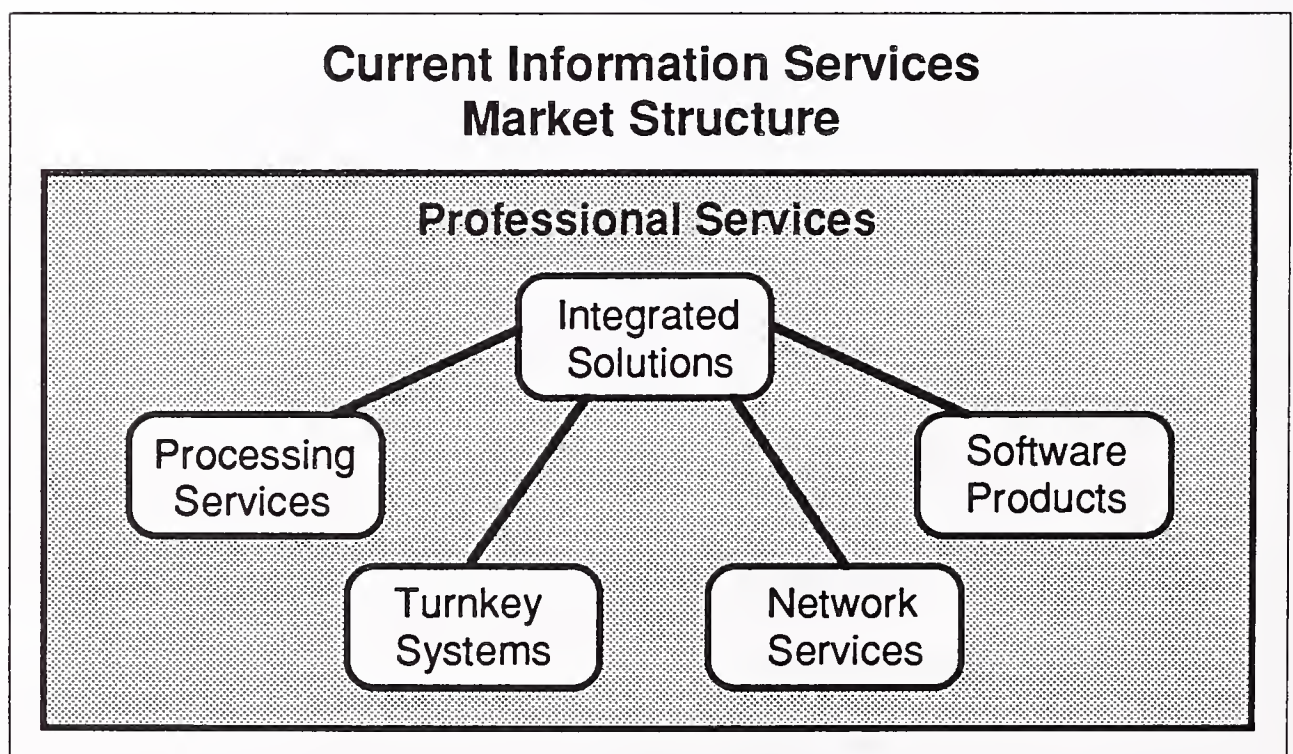 Current Information Services
Market Structure
Professional Services
Integrated
Solutions
Processing
Services
Software
Products
Turnkey
Systems
Network
Services